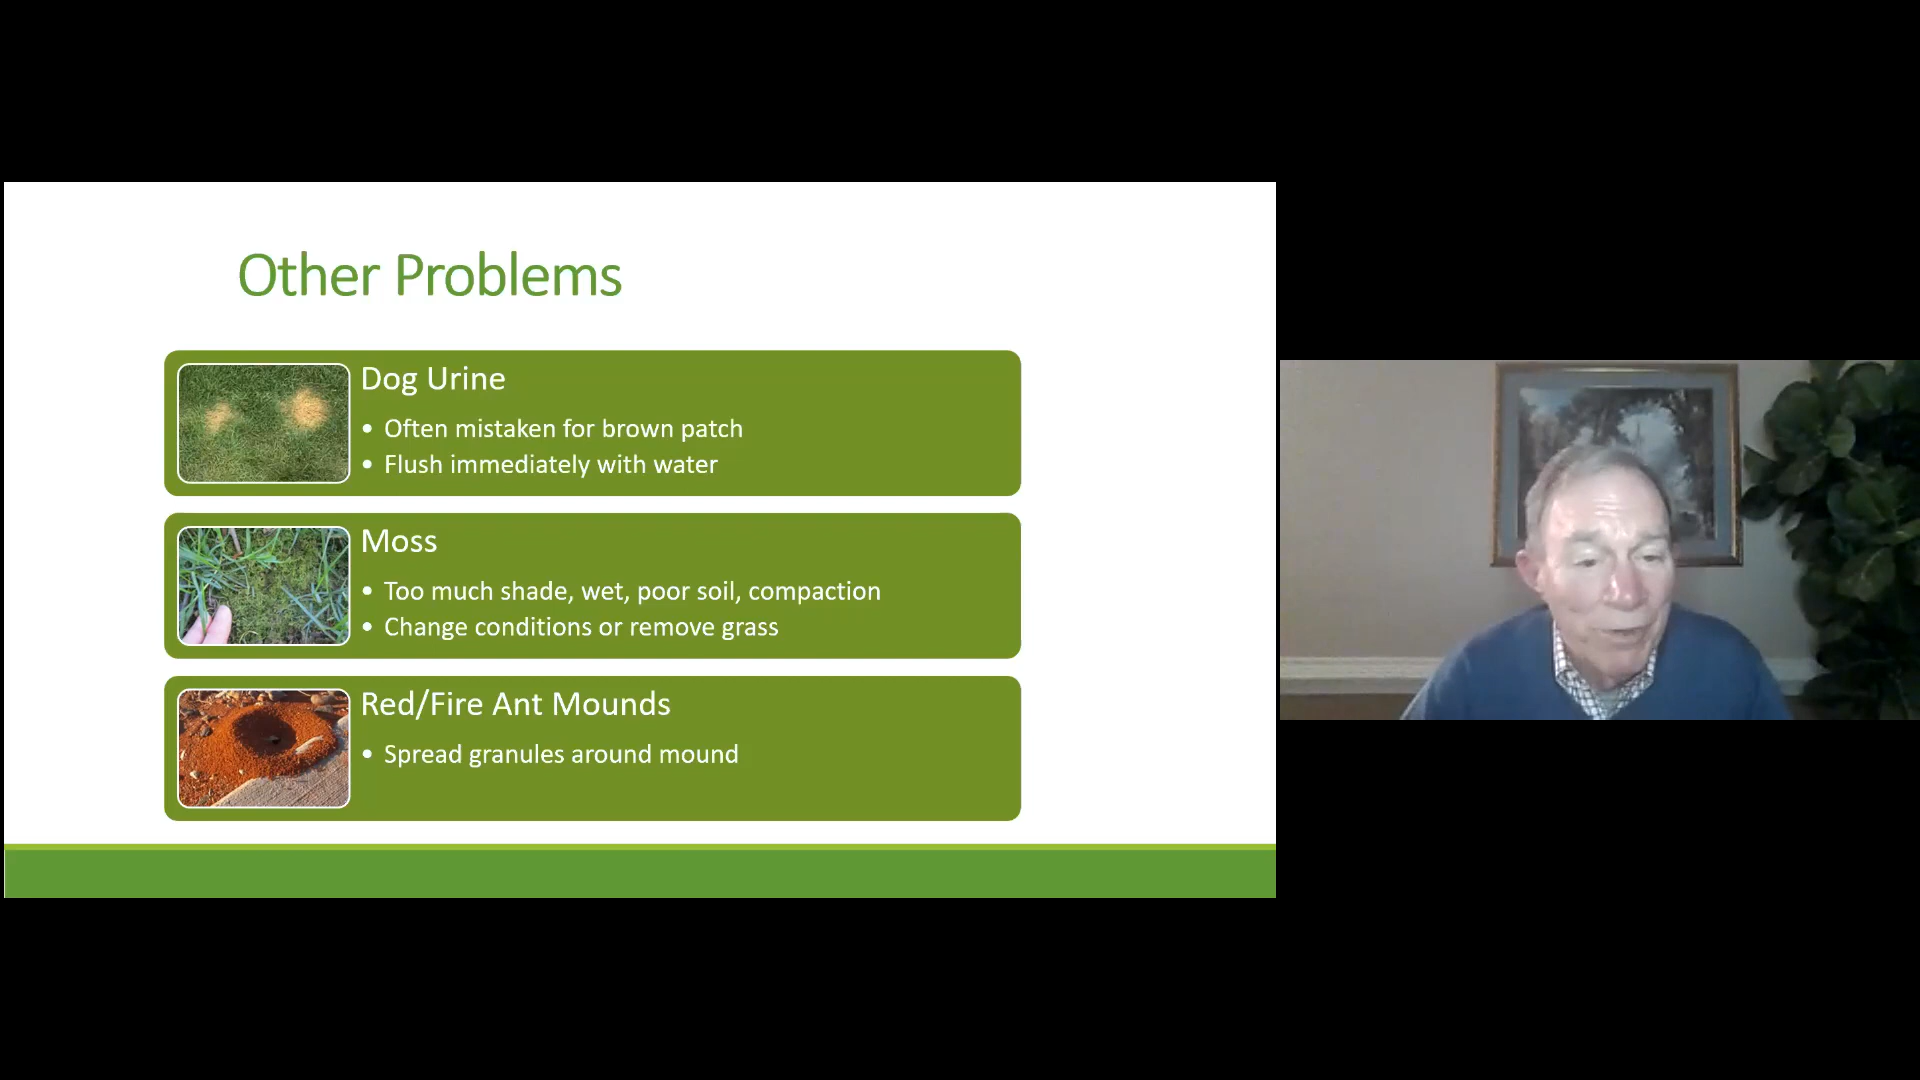 Other Problems
Dog Urine
• Often mistaken for brown patch
• Flush immediately with water
Moss
• Too much shade, wet, poor soil, compaction
• Change conditions or remove grass
Red/Fire Ant Mounds
• Spread granules around mound